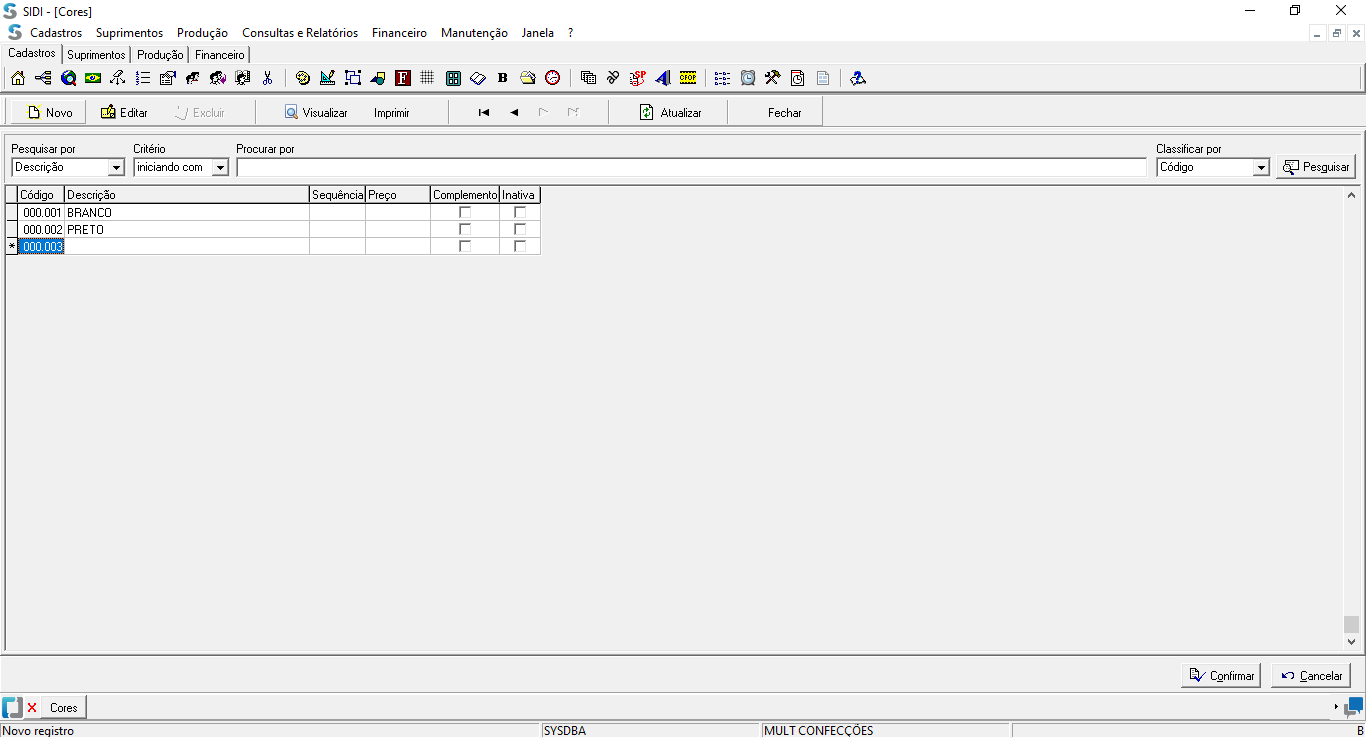 SIDI - [Cores]
Cadastros Suprimentos Produção Consultas e Relatórios Financeiro Manutenção Janela ?
Cadastros Suprimentos Produção Financeiro
F B SP CFOP
Novo Editar Excluir Visualizar Imprimir Atualizar Fechar
Pesquisar por Critério Procurar por Classificar por
Descrição iniciando com Código Pesquisar
Código Descrição Sequência Preço Complemento Inativa
000.001 BRANCO
000.002 PRETO
* 000.003
Confirmar Cancelar
Cores
Novo registro SYSDBA MULT CONFECÇÕES B